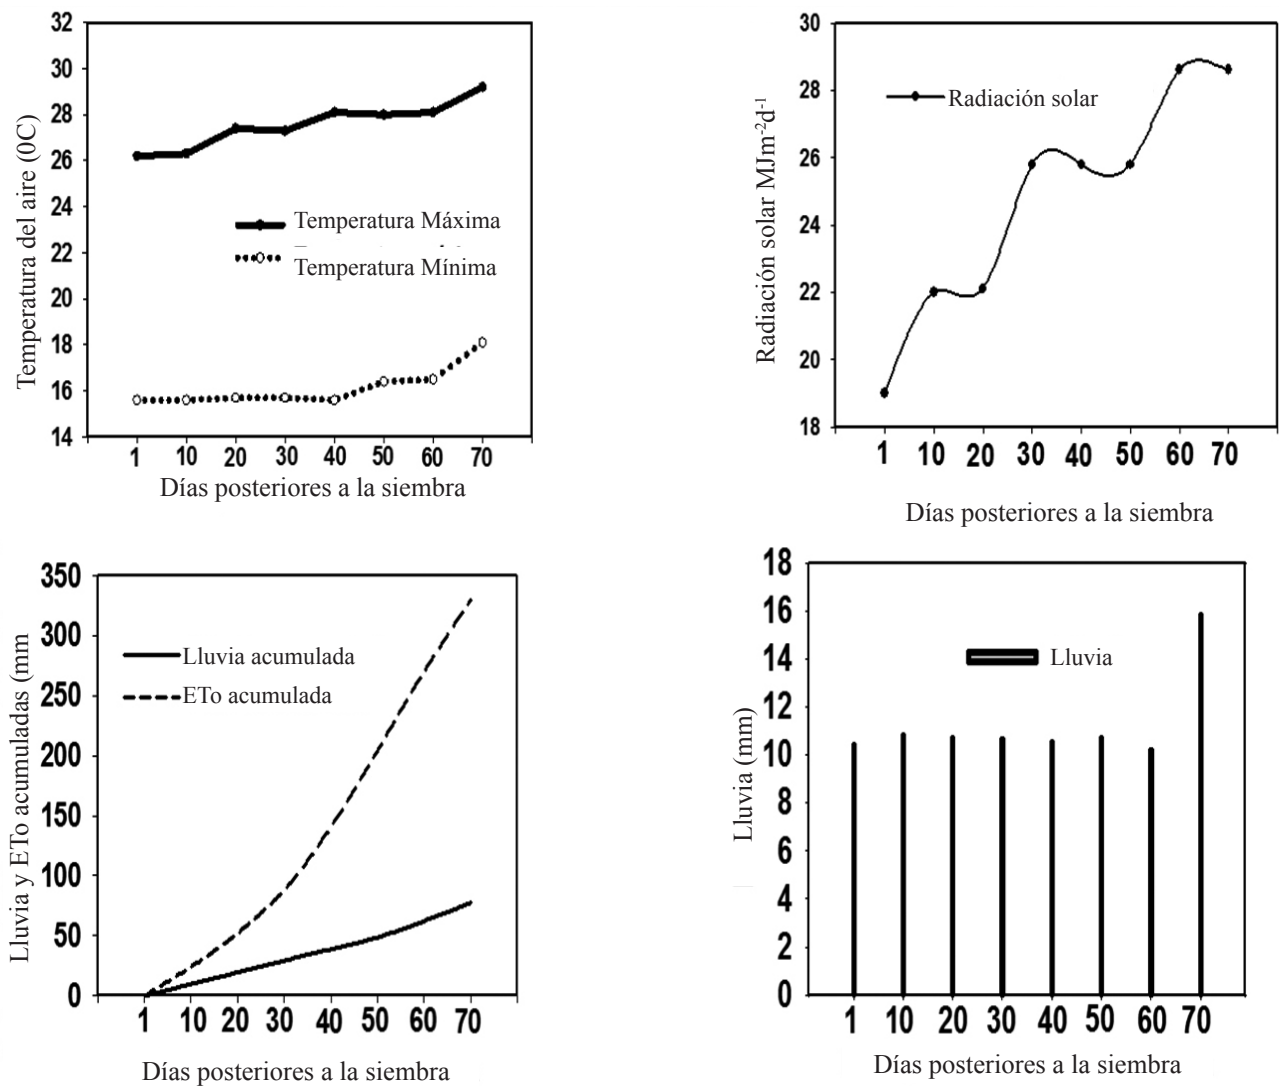 32
30
28
26
24
22
20
18
16
14
Temperatura del aire (0C)
Temperatura Máxima
Temperatura Mínima
1 10 20 30 40 50 60 70
Días posteriores a la siembra
30
28
26
24
22
20
18
Radiación solar MJm-2d-1
Radiación solar
1 10 20 30 40 50 60 70
Días posteriores a la siembra
350
300
250
200
150
100
50
0
Lluvia y ETo acumuladas (mm
Lluvia acumulada
ETo acumulada
1 10 20 30 40 50 60 70
Días posteriores a la siembra
18
16
14
12
10
8
6
4
2
0
Lluvia (mm)
Lluvia
1 10 20 30 40 50 60 70
Días posteriores a la siembra